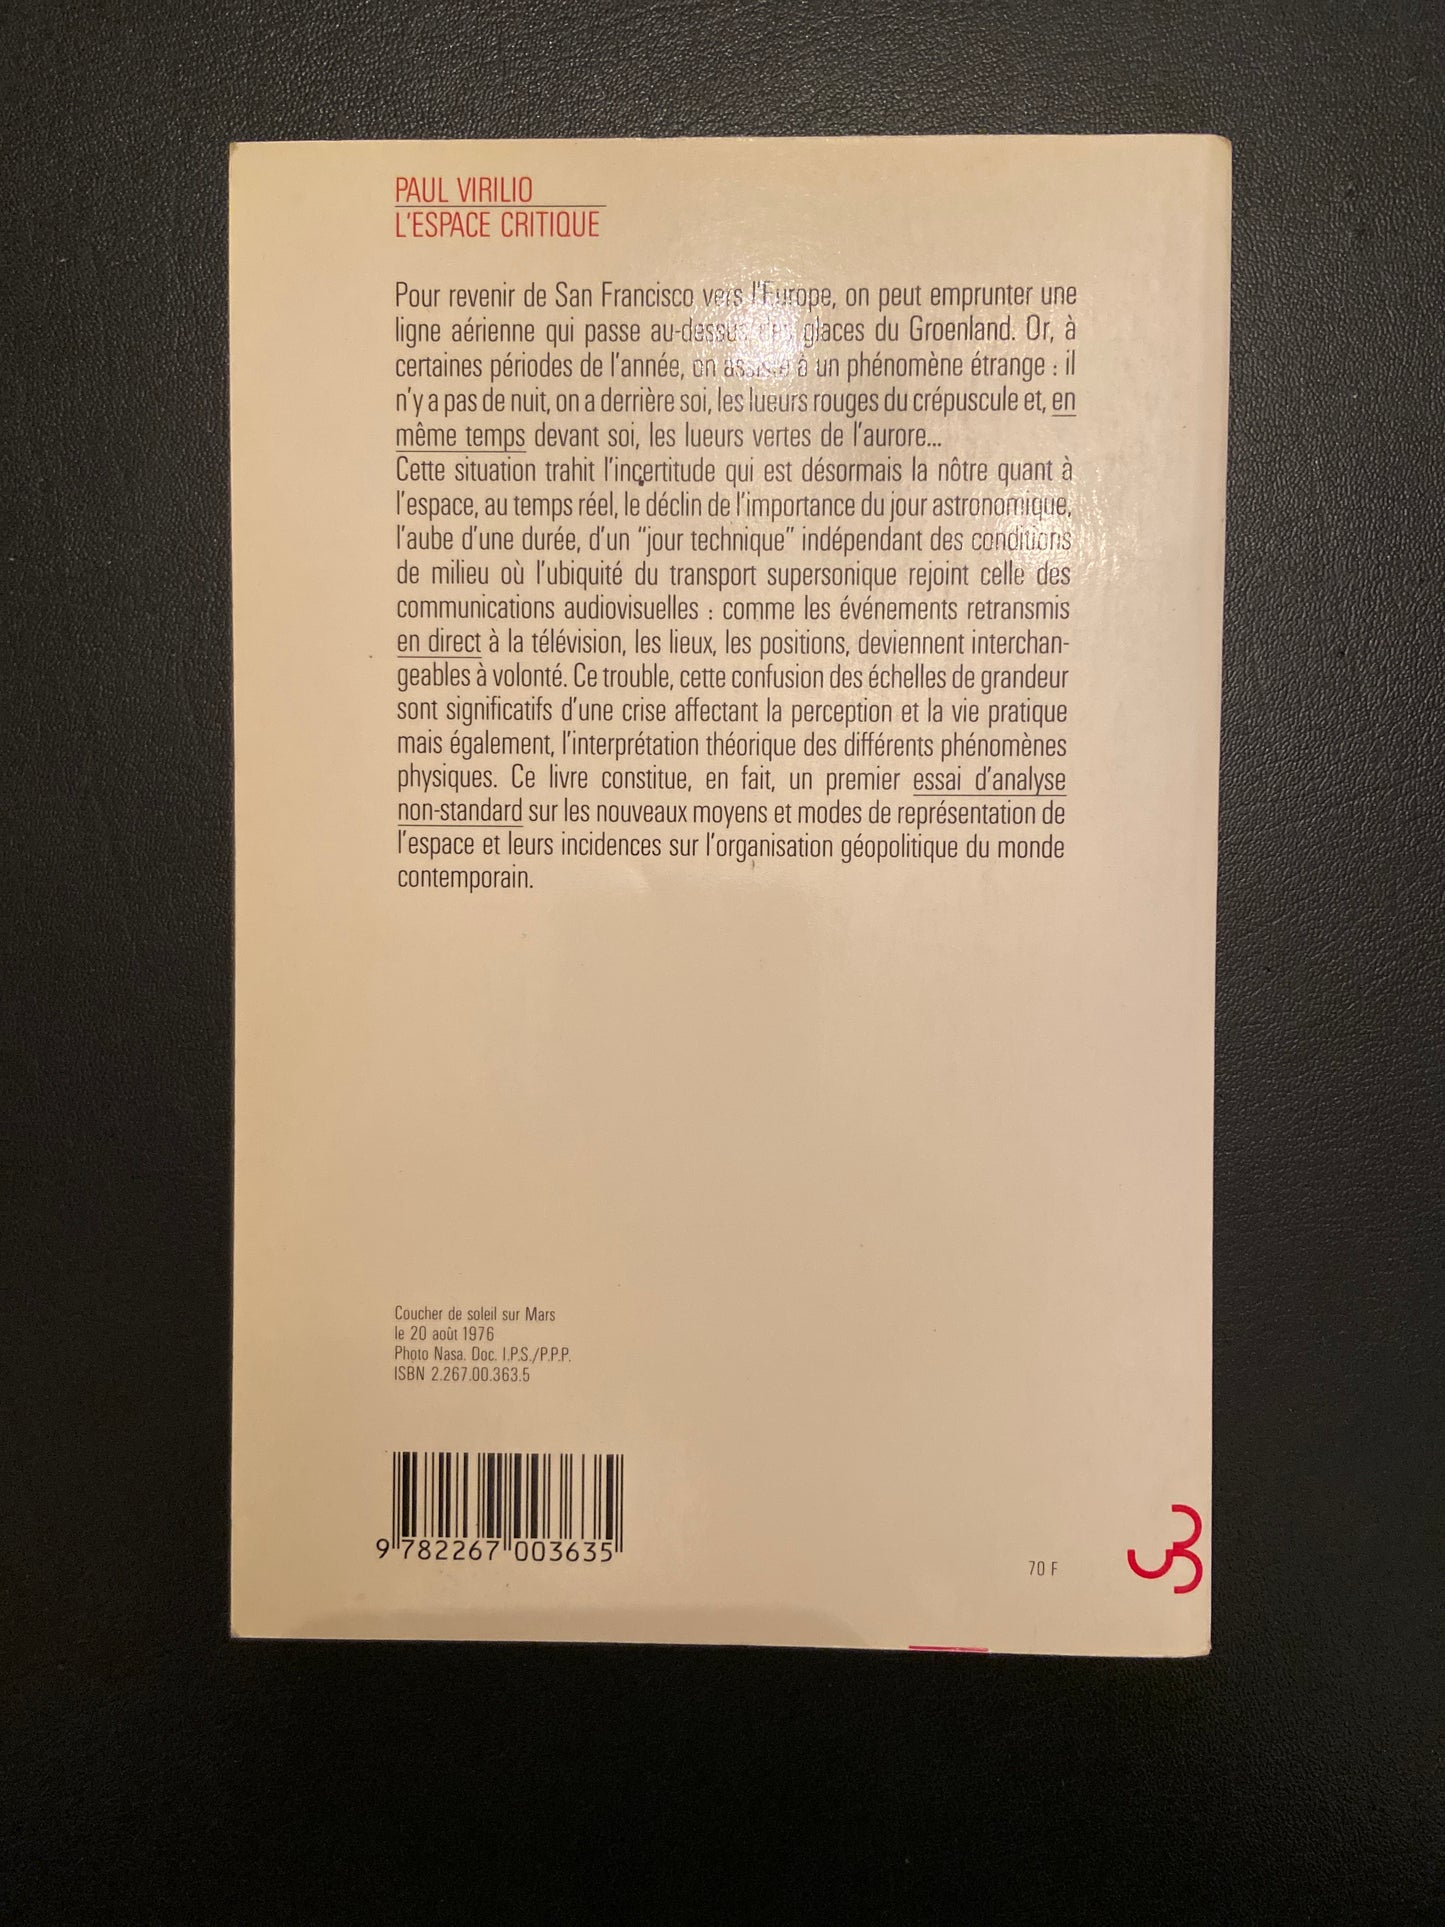 PAUL VIRILIO
L'ESPACE CRITIQUE
Pour revenir de San Francisco vers l'Europe, on peut emprunter une
ligne aérienne qui passe au-dessus des glaces du Groenland. Or, à
certaines périodes de l'année, on assiste à un phénomène étrange : il
n'y a pas de nuit, on a derrière soi, les lueurs rouges du crépuscule et, en
même temps devant soi, les lueurs vertes de l'aurore...
Cette situation trahit l'incertitude qui est désormais la nôtre quant à
l'espace, au temps réel, le déclin de l'importance du jour astronomique,
l'aube d'une durée, d'un "jour technique" indépendant des conditions
de milieu où l'ubiquité du transport supersonique rejoint celle des
communications audiovisuelles : comme les événements retransmis
en direct à la télévision, les lieux, les positions, deviennent interchan-
geables à volonté. Ce trouble, cette confusion des échelles de grandeur
sont significatifs d'une crise affectant la perception et la vie pratique
mais également, l'interprétation théorique des différents phénomènes
physiques. Ce livre constitue, en fait, un premier essai d'analyse
non-standard sur les nouveaux moyens et modes de représentation de
l'espace et leurs incidences sur l'organisation géopolitique du monde
contemporain.
Coucher de soleil sur Mars
le 20 août 1976
Photo Nasa. Doc. I.P.S./P.P.P.
ISBN 2.267.00.363.5
9 782267 003635
70 F